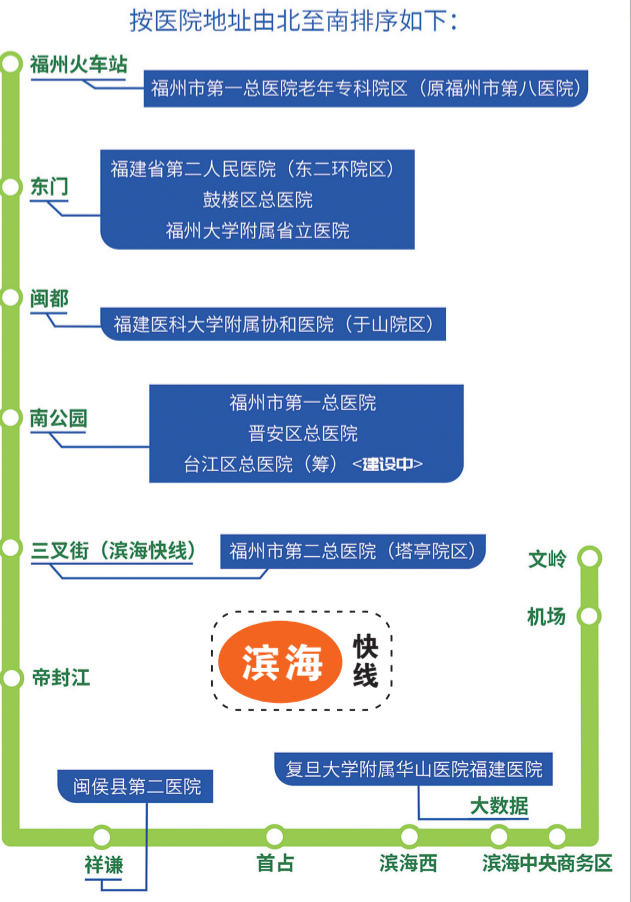 按医院地址由北至南排序如下：
福州火车站
福州市第一总医院老年专科院区（原福州市第八医院）
东门
福建省第二人民医院（东二环院区）
鼓楼区总医院
福州大学附属省立医院
闽都
福建医科大学附属协和医院（于山院区）
南公园
福州市第一总医院
晋安区总医院
台江区总医院（筹）<建设中>
三叉街（滨海快线）
福州市第二总医院（塔亭院区）
文岭
机场
帝封江
滨海
快线
闽侯县第二医院
复旦大学附属华山医院福建医院
大数据
祥谦
首占
滨海西
滨海中央商务区